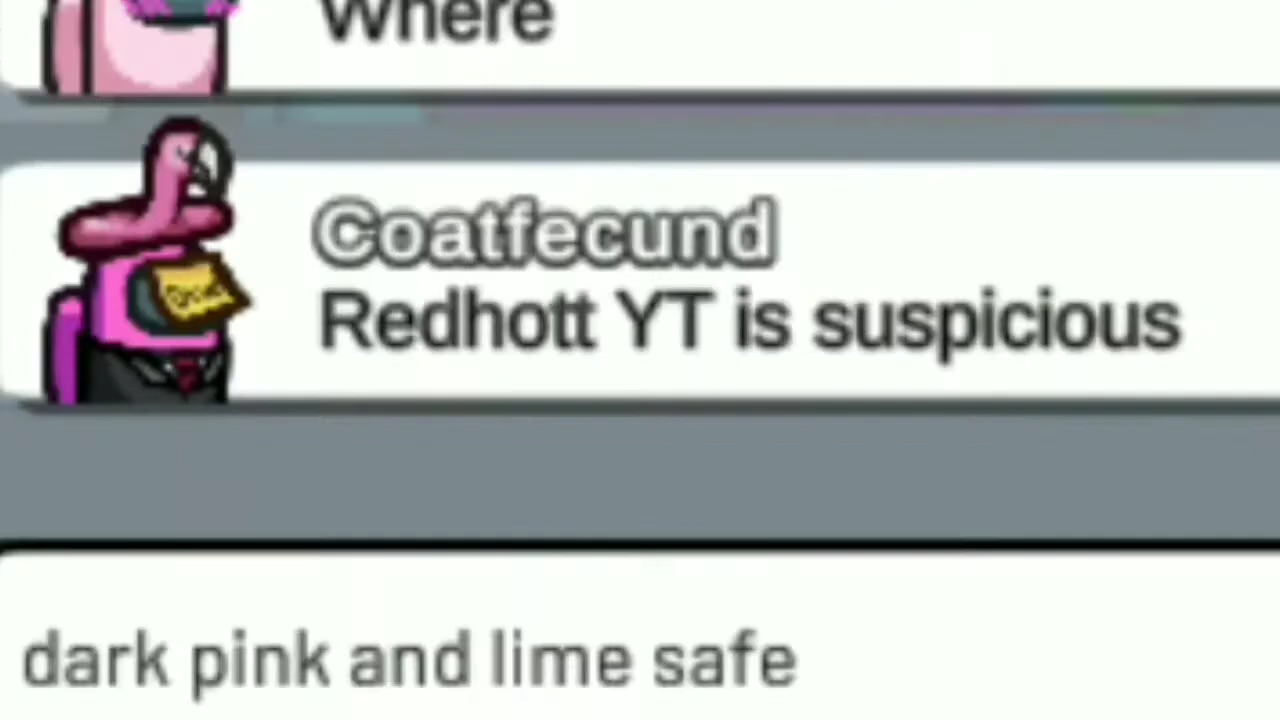 Where
Coatfecund
Redhott YT is suspicious
dark pink and lime safe